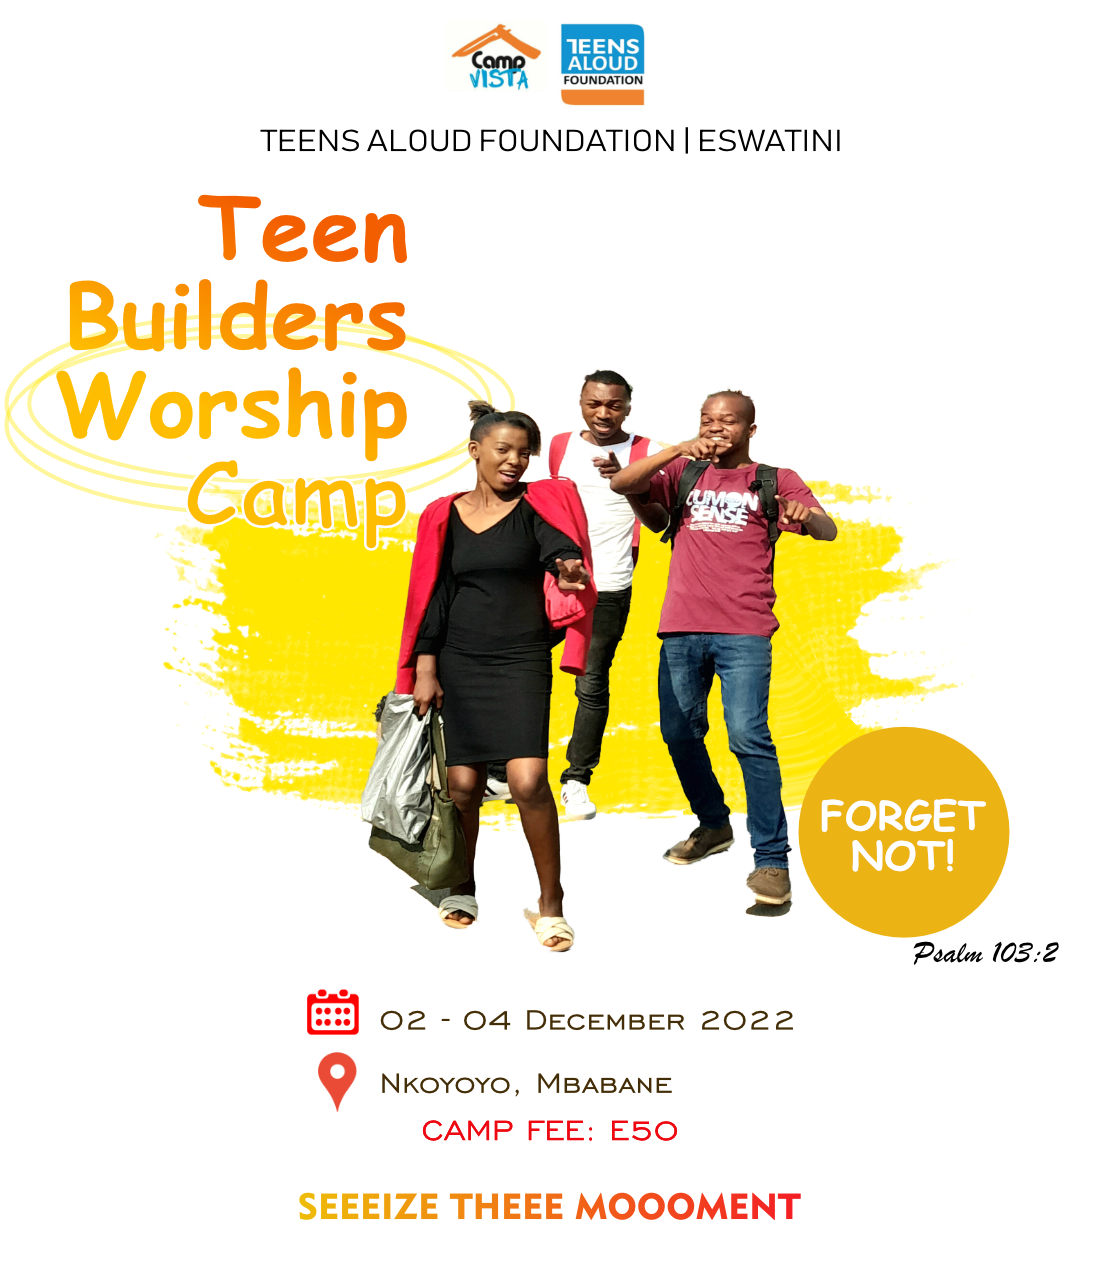 Camp
VISTA
TEENS
ALOUD
FOUNDATION
TEENS ALOUD FOUNDATION | ESWATINI
Teen
Builders
Worship
Camp
CUMON
SENSE
FORGET
NOT!
Psalm 103:2
02 - 04 December 2022
Nkoyoyo, Mbabane
CAMP FEE: E50
SEEEIZE THEEE MOOOMENT